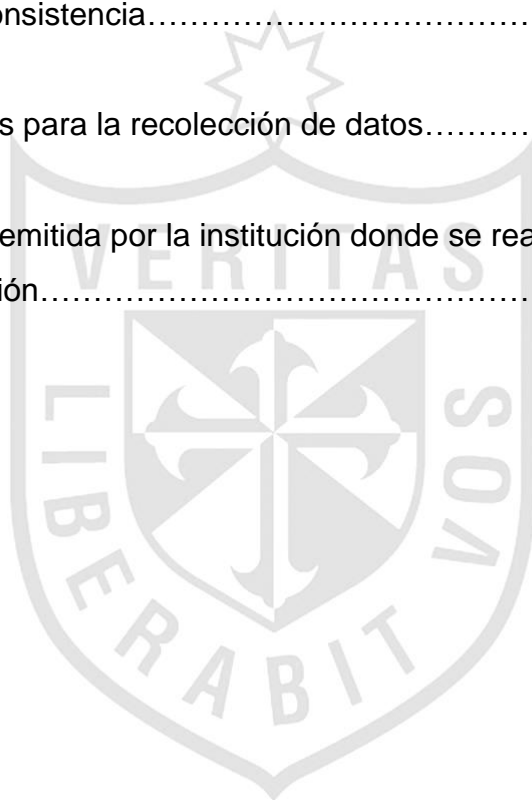 onsistencia……………………………………
s para la recolección de datos…………
emitida por la institución donde se rea
ión……………………………………………
VERITAS
LIBERABIT VOS